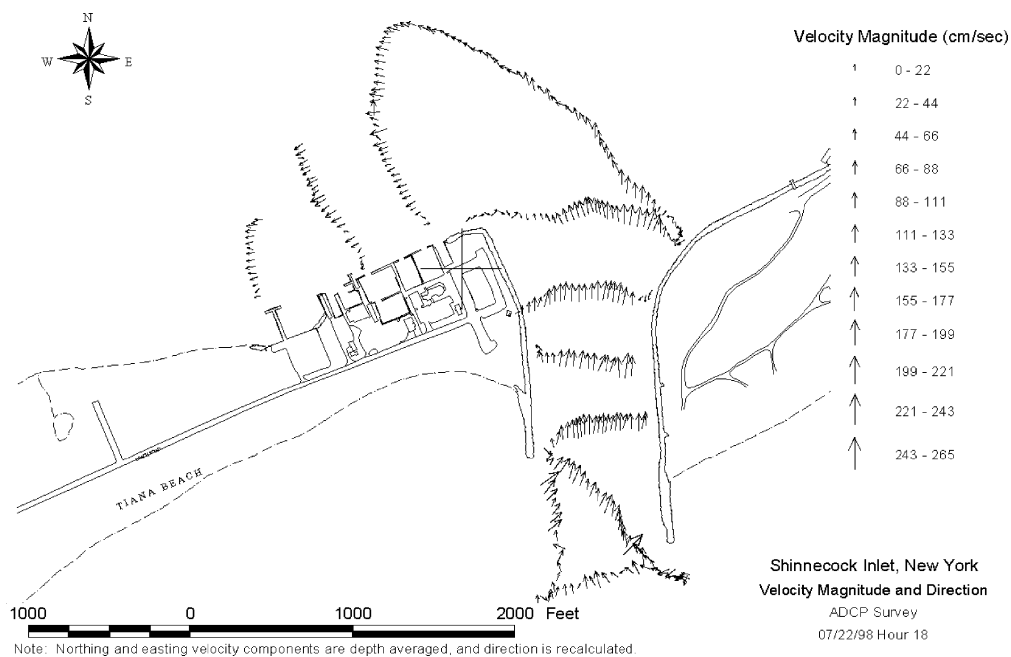 N
W E
S
Velocity Magnitude (cm/sec)
0 - 22
22 - 44
44 - 66
66 - 88
88 - 111
111 - 133
133 - 155
155 - 177
177 - 199
199 - 221
221 - 243
243 - 265
TIANA BEACH
Shinnecock Inlet, New York
Velocity Magnitude and Direction
ADCP Survey
07/22/98 Hour 18
1000 0 1000 2000 Feet
Note: Northing and easting velocity components are depth averaged, and direction is recalculated.